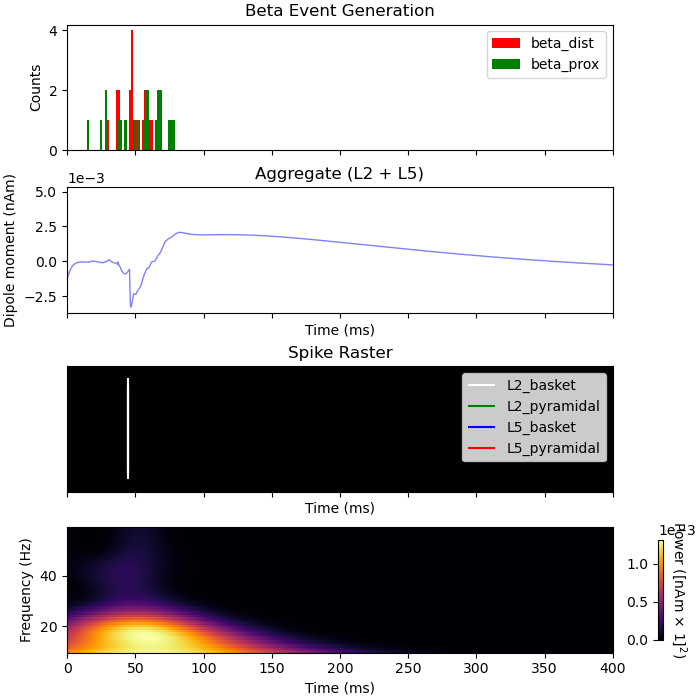 Beta Event Generation
4
2
0
Counts
beta_dist
beta_prox
Aggregate (L2 + L5)
1e−3
5.0
2.5
0.0
−2.5
Dipole moment (nAm)
Time (ms)
Spike Raster
L2_basket
L2_pyramidal
L5_basket
L5_pyramidal
Time (ms)
40
20
Frequency (Hz)
0 50 100 150 200 250 300 350 400
Time (ms)
1.0
0.5
0.0
Power ([nAm × 1]²)